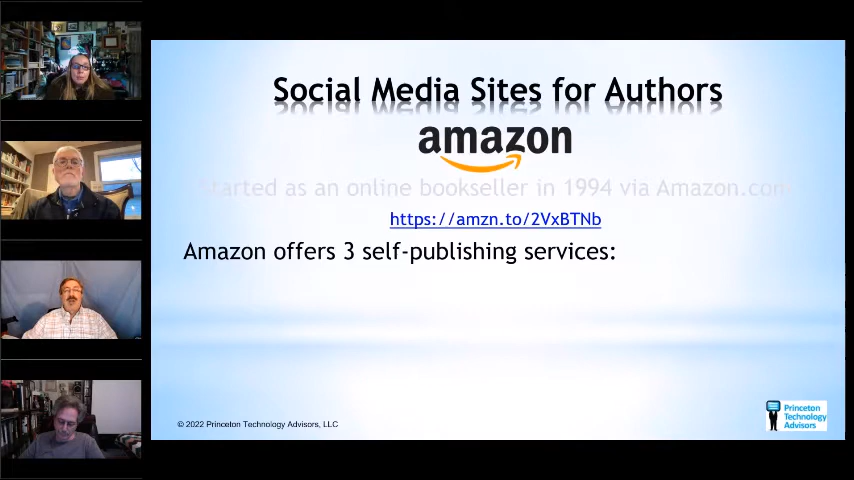 Social Media Sites for Authors
amazon
Started as an online bookseller in 1994 via Amazon.com
https://amzn.to/2VxBTNb
Amazon offers 3 self-publishing services:
© 2022 Princeton Technology Advisors, LLC
Princeton
Technology
Advisors